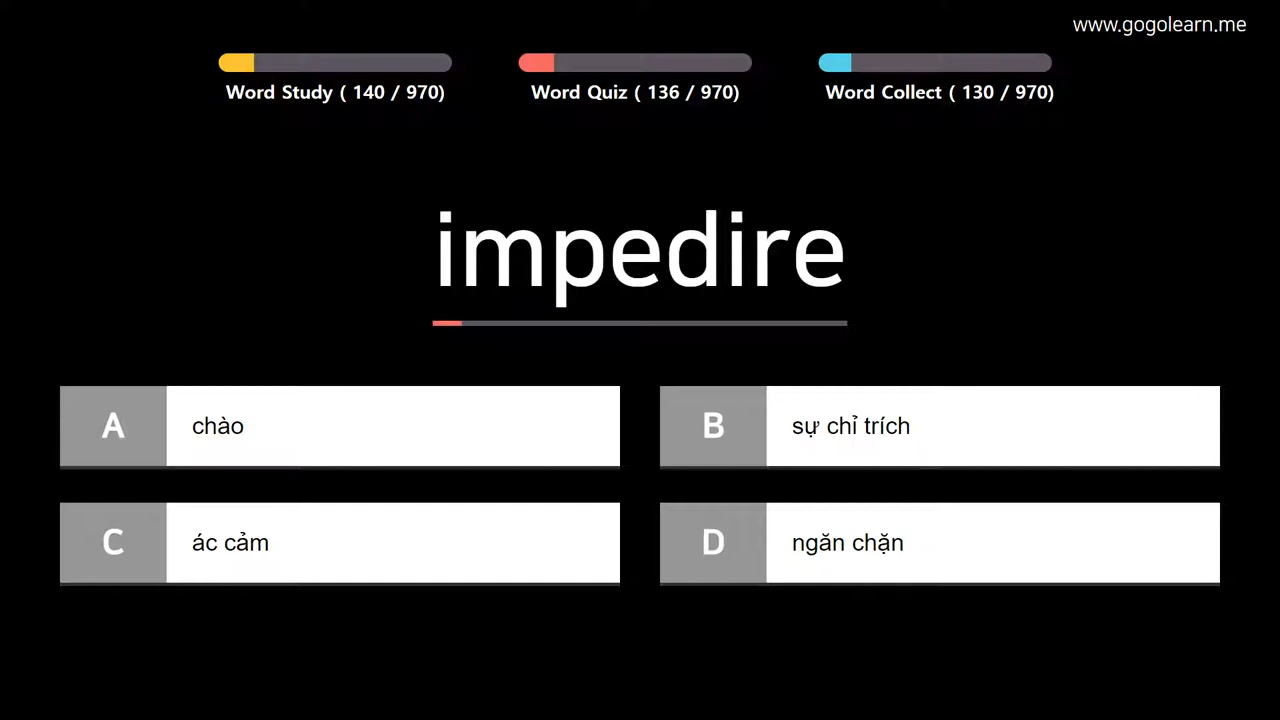 www.gogolearn.me
Word Study ( 140 / 970)
Word Quiz ( 136 / 970)
Word Collect ( 130 / 970)
impedire
A chào
B sự chỉ trích
C ác cảm
D ngăn chặn